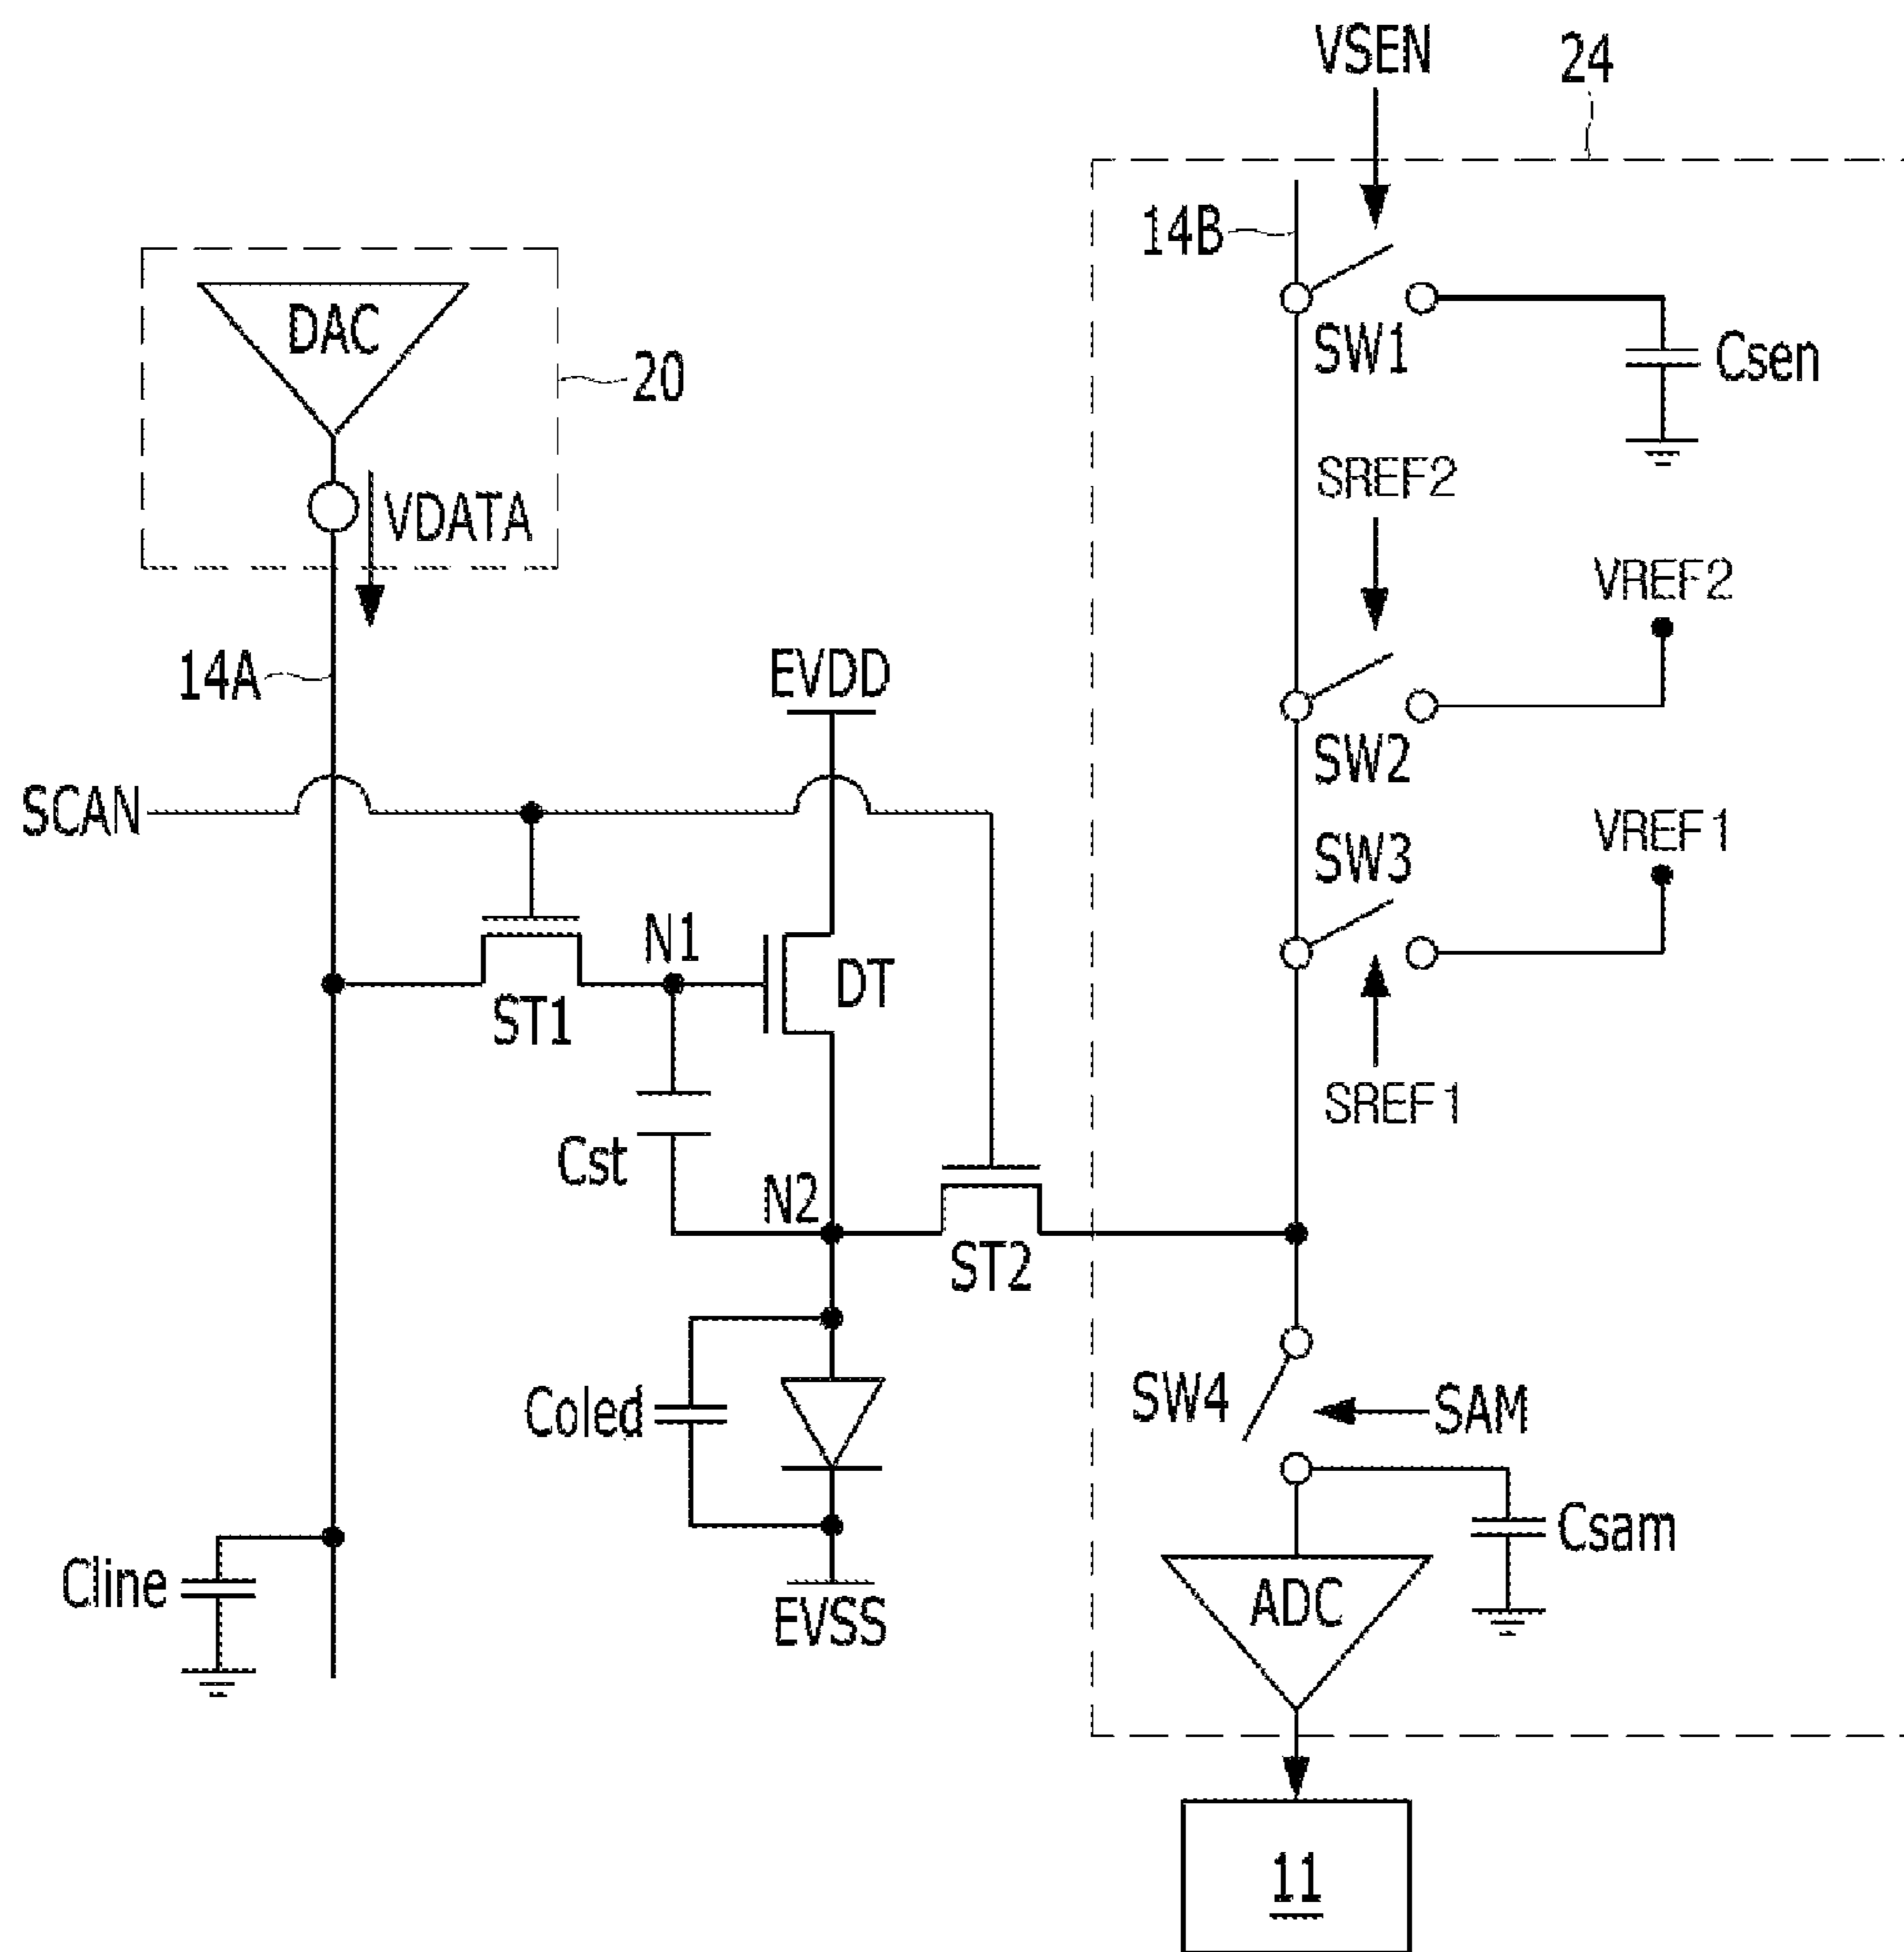 VSEN
24
14B
DAC
SW1
Csen
20
SREF2
VDATA
VREF2
EVDD
14A
SW2
SCAN
VREF1
SW3
N1
DT
ST1
SREF1
Cst
N2
ST2
SW4
SAM
Coled
Csam
Cline
ADC
EVSS
11